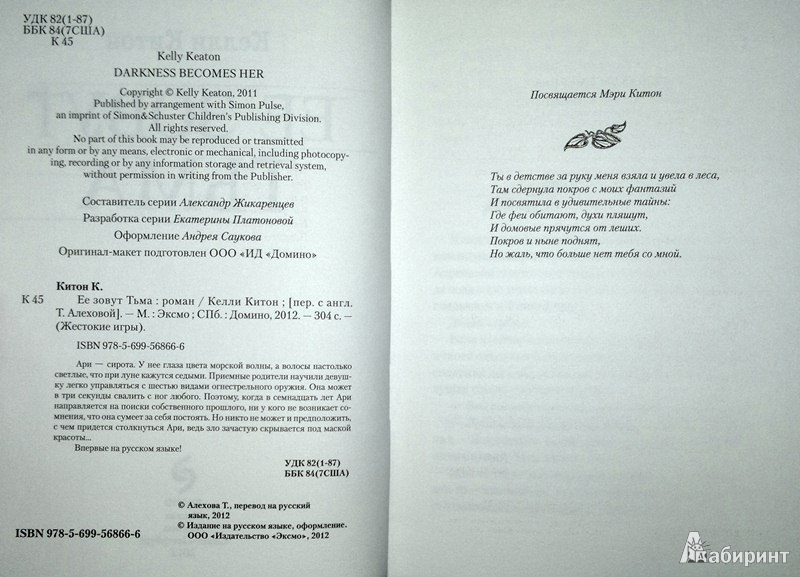 УДК 82(1-87)
ББК 84(7США)
К 45
Kelly Keaton
DARKNESS BECOMES HER
Copyright © Kelly Keaton, 2011
Published by arrangement with Simon Pulse,
an imprint of Simon&Schuster Children's Publishing Division.
All rights reserved.
No part of this book may be reproduced or transmitted
in any form or by any means, electronic or mechanical, including photocopy-
ing, recording or by any information storage and retrieval system,
without permission in writing from the Publisher.
Составитель серии Александр Жикаренцев
Разработка серии Екатерины Платоновой
Оформление Андрея Саукова
Оригинал-макет подготовлен ООО «ИД «Домино»
Китон К.
К 45 Ее зовут Тьма : роман / Келли Китон ; [пер. с англ.
Т. Алеховой]. — М. : Эксмо ; СПб. : Домино, 2012. — 304 с. —
(Жестокие игры).
ISBN 978-5-699-56866-6
Ари — сирота. У нее глаза цвета морской волны, а волосы настолько
светлые, что при луне кажутся седыми. Приемные родители научили девуш-
ку легко управляться с шестью видами огнестрельного оружия. Она может
в три секунды свалить с ног любого. Поэтому, когда в семнадцать лет Ари
направляется на поиски собственного прошлого, ни у кого не возникает со-
мнения, что она сумеет за себя постоять. Но никто не может и предположить,
с чем придется столкнуться Ари, ведь зло зачастую скрывается под маской
красоты...
Впервые на русском языке!
УДК 82(1-87)
ББК 84(7США)
© Алехова Т., перевод на русский
язык, 2012
© Издание на русском языке, оформление.
ООО «Издательство «Эксмо», 2012
ISBN 978-5-699-56866-6
Посвящается Мэри Китон
Ты в детстве за руку меня взяла и увела в леса,
Там сдернула покров с моих фантазий
И посвятила в удивительные тайны:
Где феи обитают, духи пляшут,
И домовые прячутся от леших.
Покров и ныне поднят,
Но жаль, что больше нет тебя со мной.
Лабиринт